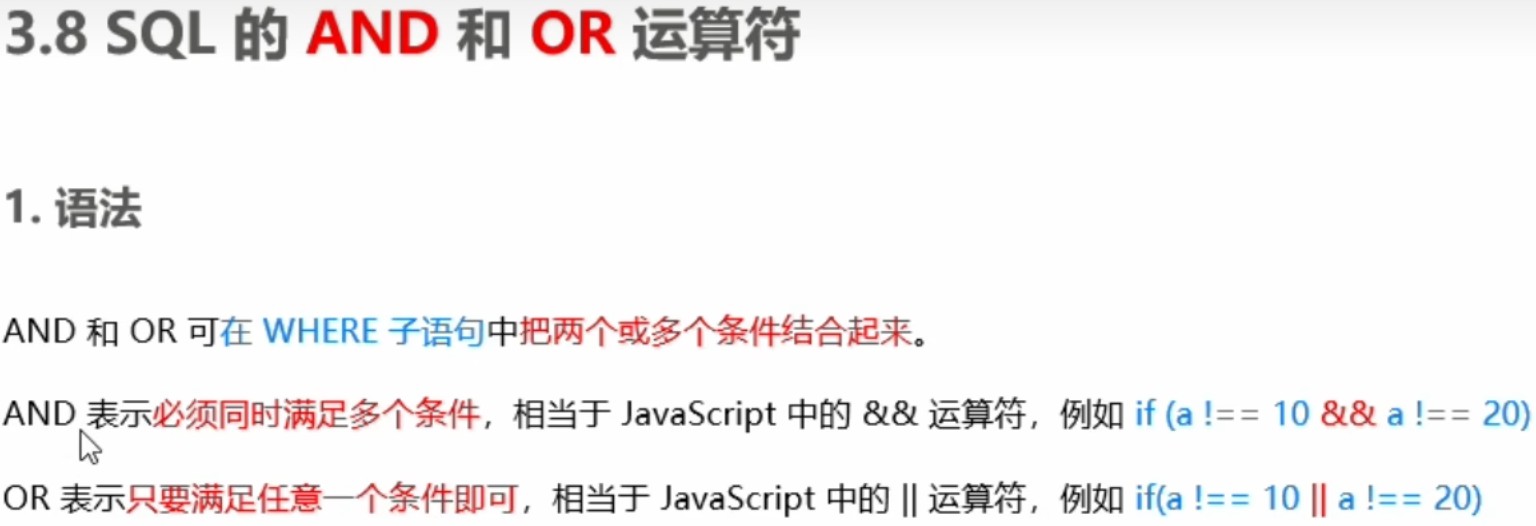 3.8 SQL 的 AND 和 OR 运算符
1. 语法
AND 和 OR 可在 WHERE 子语句中把两个或多个条件结合起来。
AND 表示必须同时满足多个条件，相当于 JavaScript 中的 && 运算符，例如 if (a !== 10 && a !== 20)
OR 表示只要满足任意一个条件即可，相当于 JavaScript 中的 || 运算符，例如 if(a !== 10 || a !== 20)